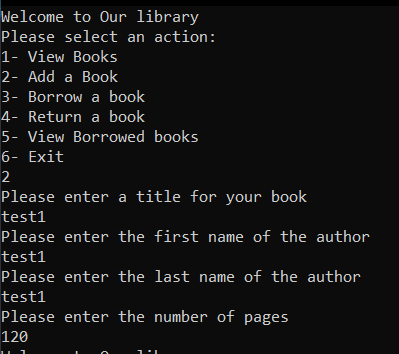 Welcome to Our library
Please select an action:
1- View Books
2- Add a Book
3- Borrow a book
4- Return a book
5- View Borrowed books
6- Exit
2
Please enter a title for your book
test1
Please enter the first name of the author
test1
Please enter the last name of the author
test1
Please enter the number of pages
120